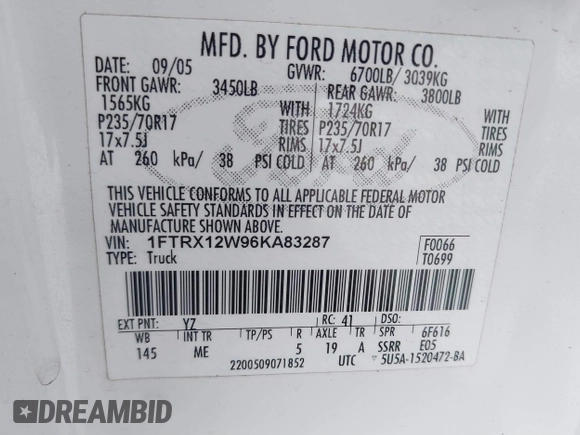 MFD. BY FORD MOTOR CO.
DATE: 09/05 GVWR: 6700LB/ 3039KG
FRONT GAWR: 3450LB REAR GAWR: 3800LB
1565KG WITH 1724KG WITH
P235/70R17 TIRES P235/70R17 TIRES
17x7.5J RIMS 17x7.5J RIMS
AT 260 kPa/ 38 PSI COLD AT 260 kPa/ 38 PSI COLD
THIS VEHICLE CONFORMS TO ALL APPLICABLE FEDERAL MOTOR
VEHICLE SAFETY STANDARDS IN EFFECT ON THE DATE OF
MANUFACTURE SHOWN ABOVE.
VIN: 1FTRX12W96KA83287 F0066
TYPE: Truck T0699
EXT PNT: YZ RC: 41 DSO:
WB INT TR TP/PS R AXLE TR SPR 6F616
145 ME 5 19 A SSRR E05
2200509071852 UTC 5U5A-1520472-BA
Ford
DREAMBID